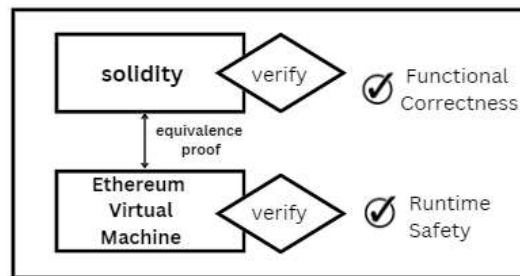 solidity
verify
Functional
Correctness
equivalence
proof
Ethereum
Virtual
Machine
verify
Runtime
Safety